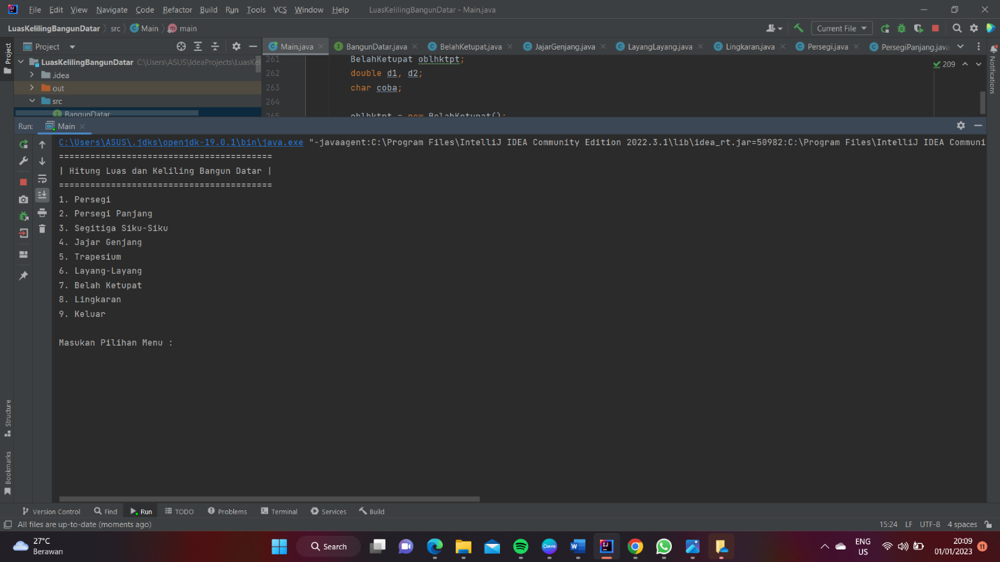 File Edit View Navigate Code Refactor Build Run Tools VCS Window Help LuasKelilingBangunDatar - Main.java
LuasKelilingBangunDatar src Main main Current File
Project
Project Main.java BangunDatar.java BelahKetupat.java JajarGenjang.java LayangLayang.java Lingkaran.java Persegi.java PersegiPanjang.java
LuasKelilingBangunDatar C:\Users\ASUS\IdeaProjects\LuasKel
.idea
out
src
BangunDatar
261 BelahKetupat oblhktpt;
262 double d1, d2;
263 char coba;
264
265 oblhktpt = new BelahKetupat();
209
Notifications
Run: Main
C:\Users\ASUS\.jdks\openjdk-19.0.1\bin\java.exe "-javaagent:C:\Program Files\IntelliJ IDEA Community Edition 2022.3.1\lib\idea_rt.jar=50982:C:\Program Files\IntelliJ IDEA Communi
=========================================
| Hitung Luas dan Keliling Bangun Datar |
=========================================
1. Persegi
2. Persegi Panjang
3. Segitiga Siku-Siku
4. Jajar Genjang
5. Trapesium
6. Layang-Layang
7. Belah Ketupat
8. Lingkaran
9. Keluar
Masukan Pilihan Menu :
Structure
Bookmarks
Version Control Find Run TODO Problems Terminal Services Build
All files are up-to-date (moments ago) 15:24 LF UTF-8 4 spaces
27°C
Berawan
Search
ENG
US
20:09
01/01/2023
11